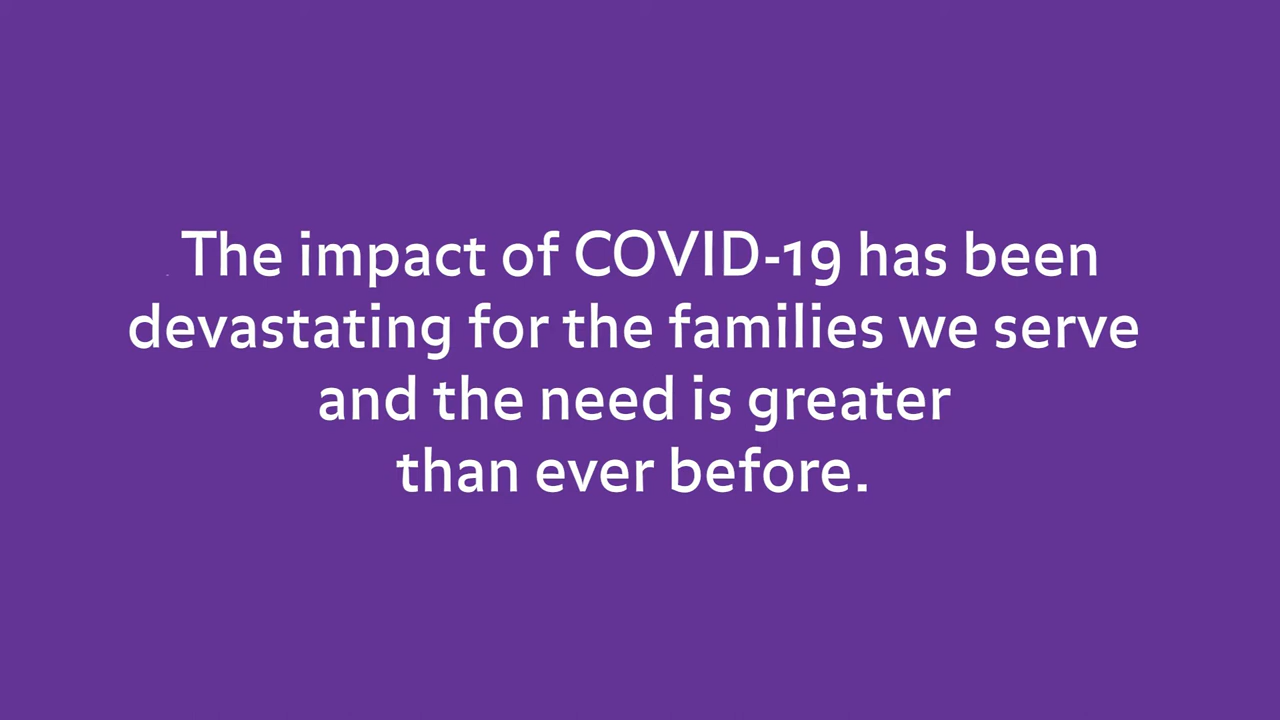 The impact of COVID-19 has been
devastating for the families we serve
and the need is greater
than ever before.